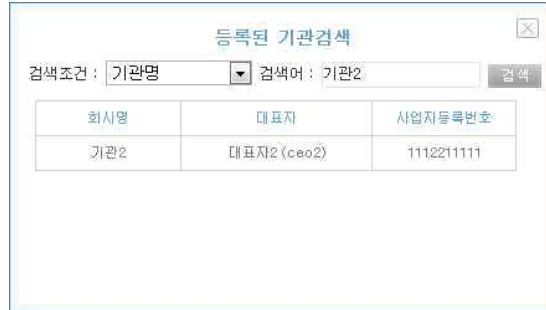 등록된 기관검색
검색조건 : 기관명 검색어 : 기관2 검색
회사명 대표자 사업자등록번호
기관2 대표자2 (ceo2) 1112211111